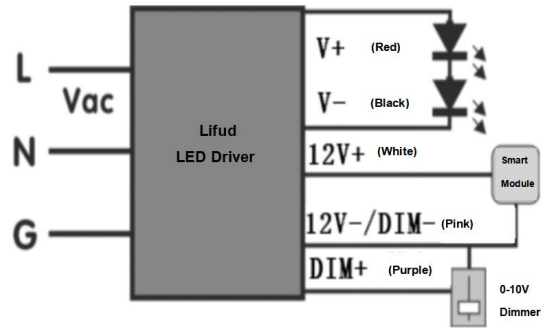 L
Vac
N
G
Lifud
LED Driver
V+ (Red)
V- (Black)
12V+ (White)
12V-/DIM- (Pink)
DIM+ (Purple)
Smart
Module
0-10V
Dimmer